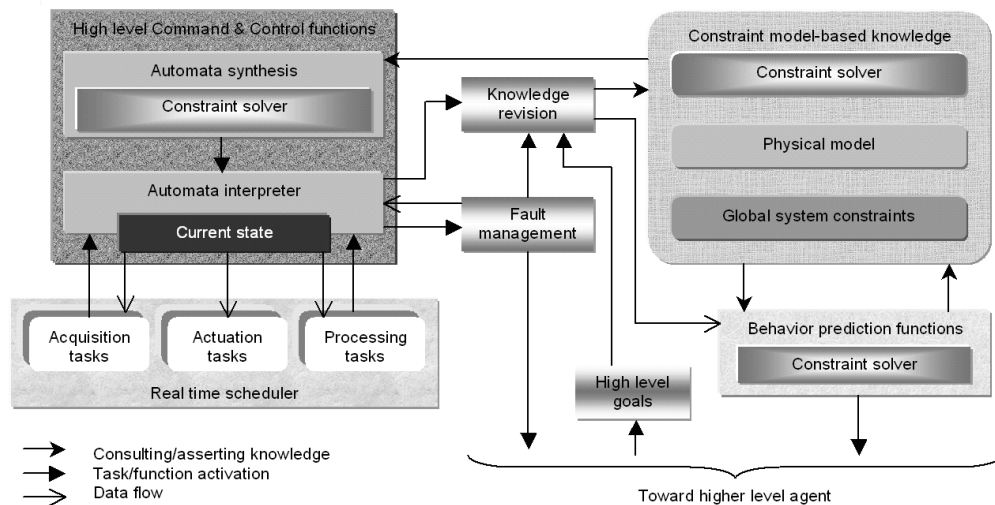 High level Command & Control functions
Automata synthesis
Constraint solver
Automata interpreter
Current state
Acquisition
tasks
Actuation
tasks
Processing
tasks
Real time scheduler
Knowledge
revision
Fault
management
High level
goals
Constraint model-based knowledge
Constraint solver
Physical model
Global system constraints
Behavior prediction functions
Constraint solver
Consulting/asserting knowledge
Task/function activation
Data flow
Toward higher level agent